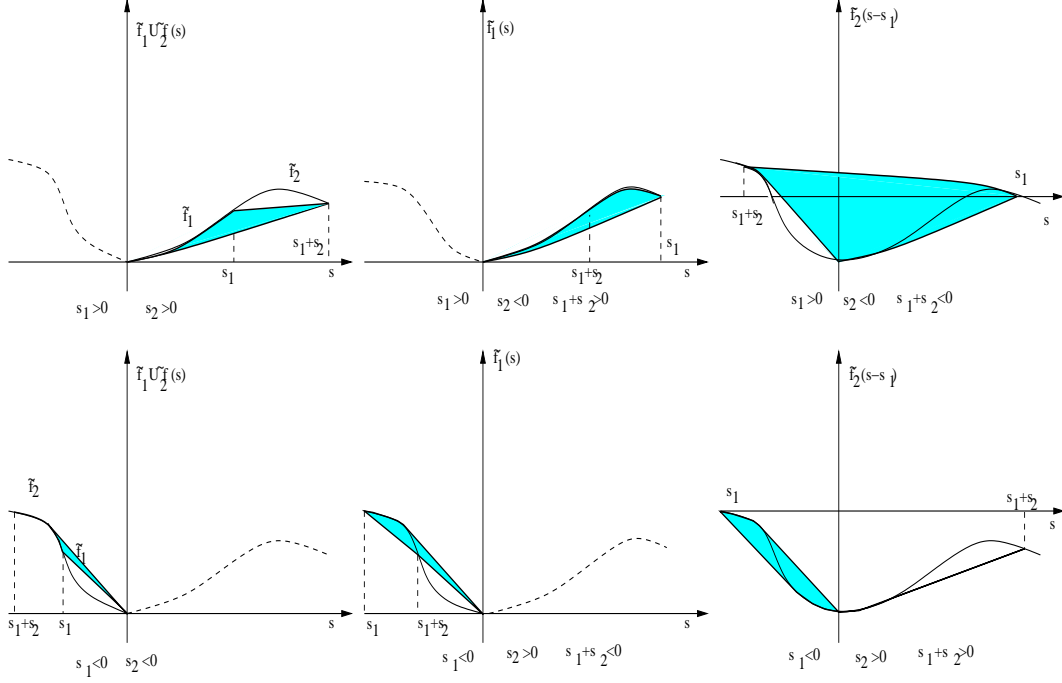 f̃₁Uf̃₂(s)
f̃₂
f̃₁
s₁+s₂
s₁
s
s₁>0 s₂>0
f̃₁(s)
s₁
s₁+s₂
s
s₁>0 s₂<0 s₁+s₂>0
f̃₂(s−s₁)
s₁
s₁+s₂
s
s₁>0 s₂<0 s₁+s₂<0
f̃₁Uf̃₂(s)
f̃₂
f̃₁
s₁+s₂ s₁ s
s₁<0 s₂<0
f̃₁(s)
s₁ s₁+s₂ s
s₁<0 s₂>0 s₁+s₂<0
f̃₂(s−s₁)
s₁
s₁+s₂
s
s₁<0 s₂>0 s₁+s₂>0